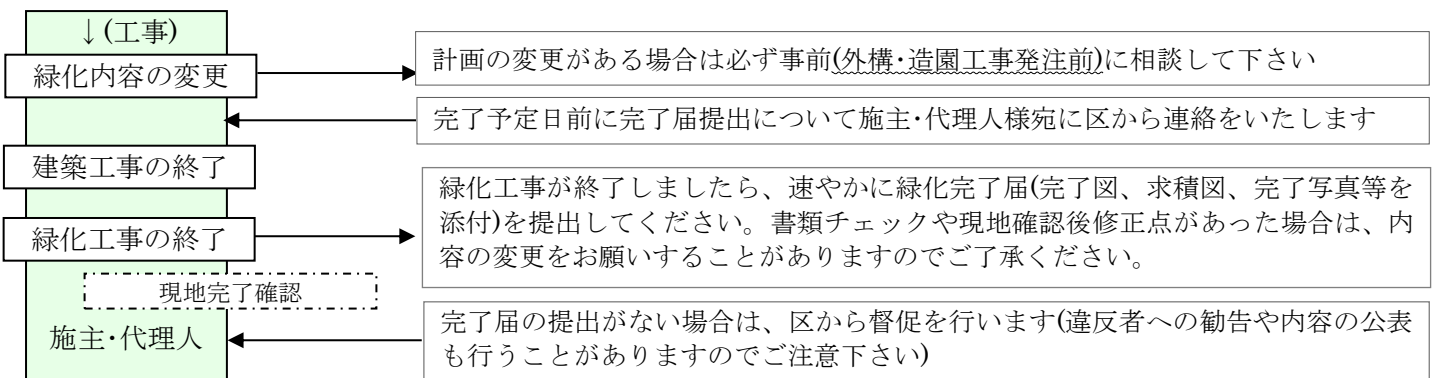 ↓(工事)
緑化内容の変更
計画の変更がある場合は必ず事前(外構・造園工事発注前)に相談して下さい
完了予定日前に完了届提出について施主・代理人様宛に区から連絡をいたします
建築工事の終了
緑化工事の終了
緑化工事が終了しましたら、速やかに緑化完了届(完了図、求積図、完了写真等を
添付)を提出してください。書類チェックや現地確認後修正点があった場合は、内
容の変更をお願いすることがありますのでご了承ください。
現地完了確認
施主・代理人
完了届の提出がない場合は、区から督促を行います(違反者への勧告や内容の公表
も行うことがありますのでご注意下さい)